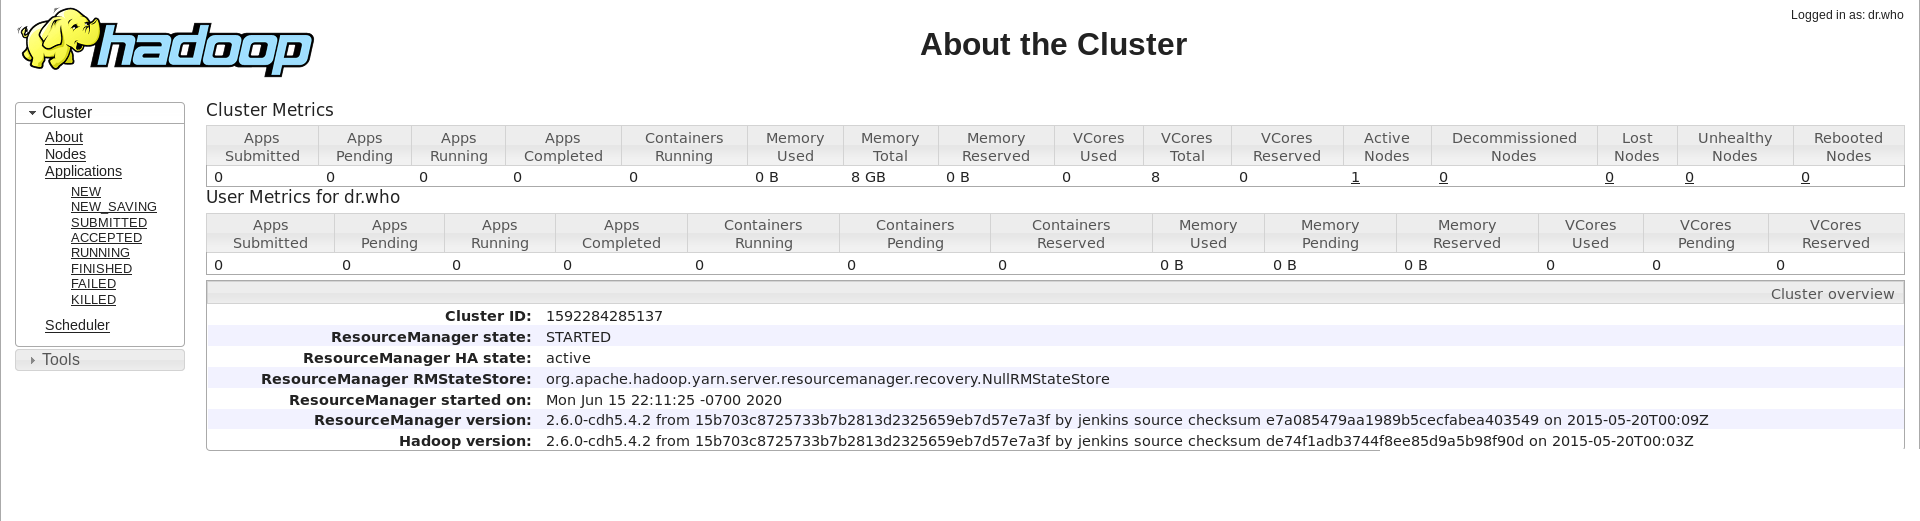 hadoop
Logged in as: dr.who
About the Cluster
Cluster
About
Nodes
Applications
NEW
NEW_SAVING
SUBMITTED
ACCEPTED
RUNNING
FINISHED
FAILED
KILLED
Scheduler
Tools
Cluster Metrics
Apps Submitted Apps Pending Apps Running Apps Completed Containers Running Memory Used Memory Total Memory Reserved VCores Used VCores Total VCores Reserved Active Nodes Decommissioned Nodes Lost Nodes Unhealthy Nodes Rebooted Nodes
0 0 0 0 0 0 B 8 GB 0 B 0 8 0 1 0 0 0 0
User Metrics for dr.who
Apps Submitted Apps Pending Apps Running Apps Completed Containers Running Containers Pending Containers Reserved Memory Used Memory Pending Memory Reserved VCores Used VCores Pending VCores Reserved
0 0 0 0 0 0 0 0 B 0 B 0 B 0 0 0
Cluster overview
Cluster ID: 1592284285137
ResourceManager state: STARTED
ResourceManager HA state: active
ResourceManager RMStateStore: org.apache.hadoop.yarn.server.resourcemanager.recovery.NullRMStateStore
ResourceManager started on: Mon Jun 15 22:11:25 -0700 2020
ResourceManager version: 2.6.0-cdh5.4.2 from 15b703c8725733b7b2813d2325659eb7d57e7a3f by jenkins source checksum e7a085479aa1989b5cecfabea403549 on 2015-05-20T00:09Z
Hadoop version: 2.6.0-cdh5.4.2 from 15b703c8725733b7b2813d2325659eb7d57e7a3f by jenkins source checksum de74f1adb3744f8ee85d9a5b98f90d on 2015-05-20T00:03Z